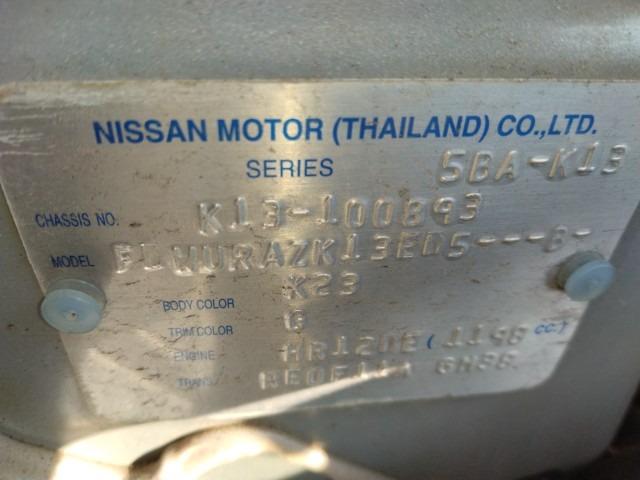 NISSAN MOTOR (THAILAND) CO.,LTD.
SERIES 5BA-K13
CHASSIS NO. K13-100893
MODEL
BODY COLOR K23
TRIM COLOR G
ENGINE HR12DE (1198 CC.)
TRANS.